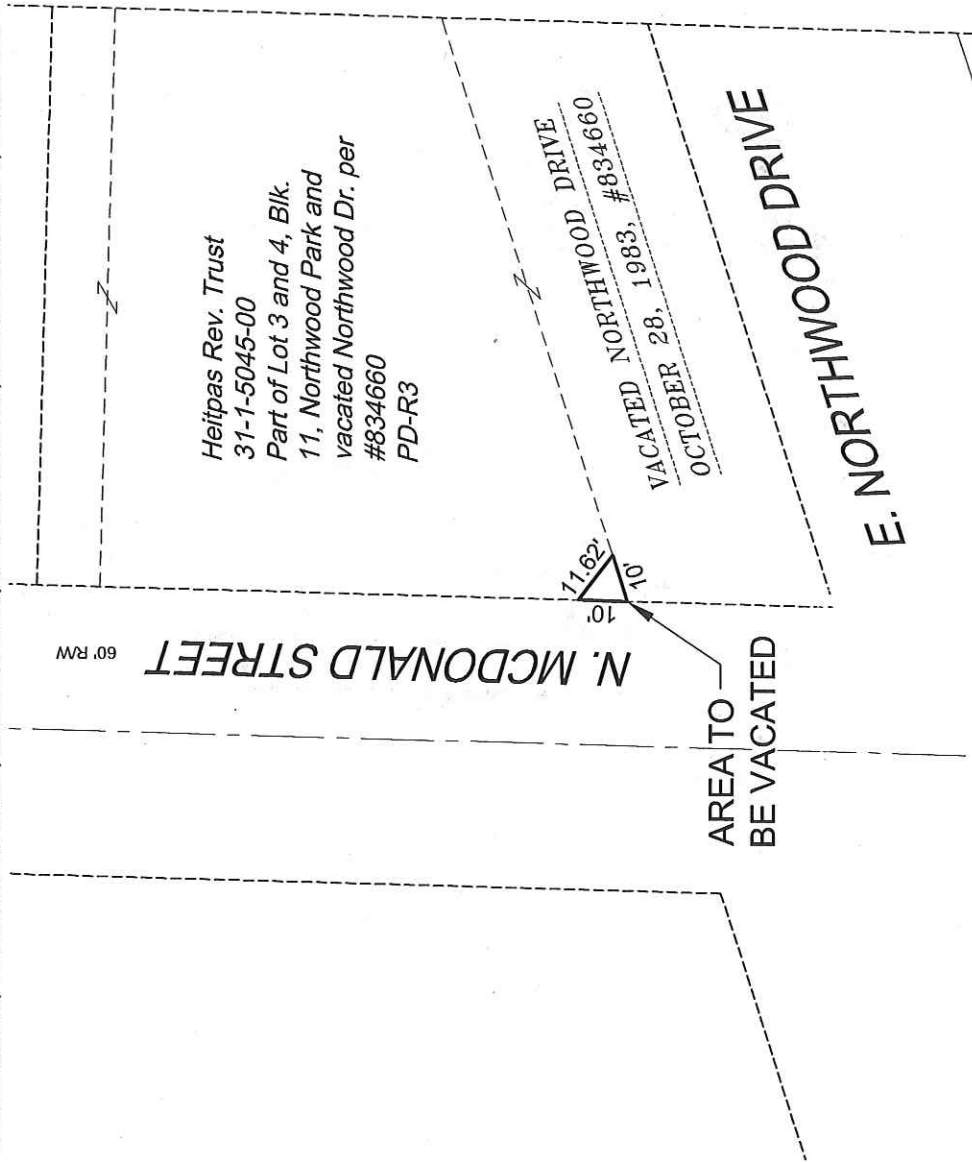 Heitpas Rev. Trust
31-1-5045-00
Part of Lot 3 and 4, Blk.
11, Northwood Park and
vacated Northwood Dr. per
#834660
PD-R3
VACATED NORTHWOOD DRIVE
OCTOBER 28, 1983, #834660
E. NORTHWOOD DRIVE
11.62'
10'
10'
N. MCDONALD STREET
60' R/W
AREA TO
BE VACATED